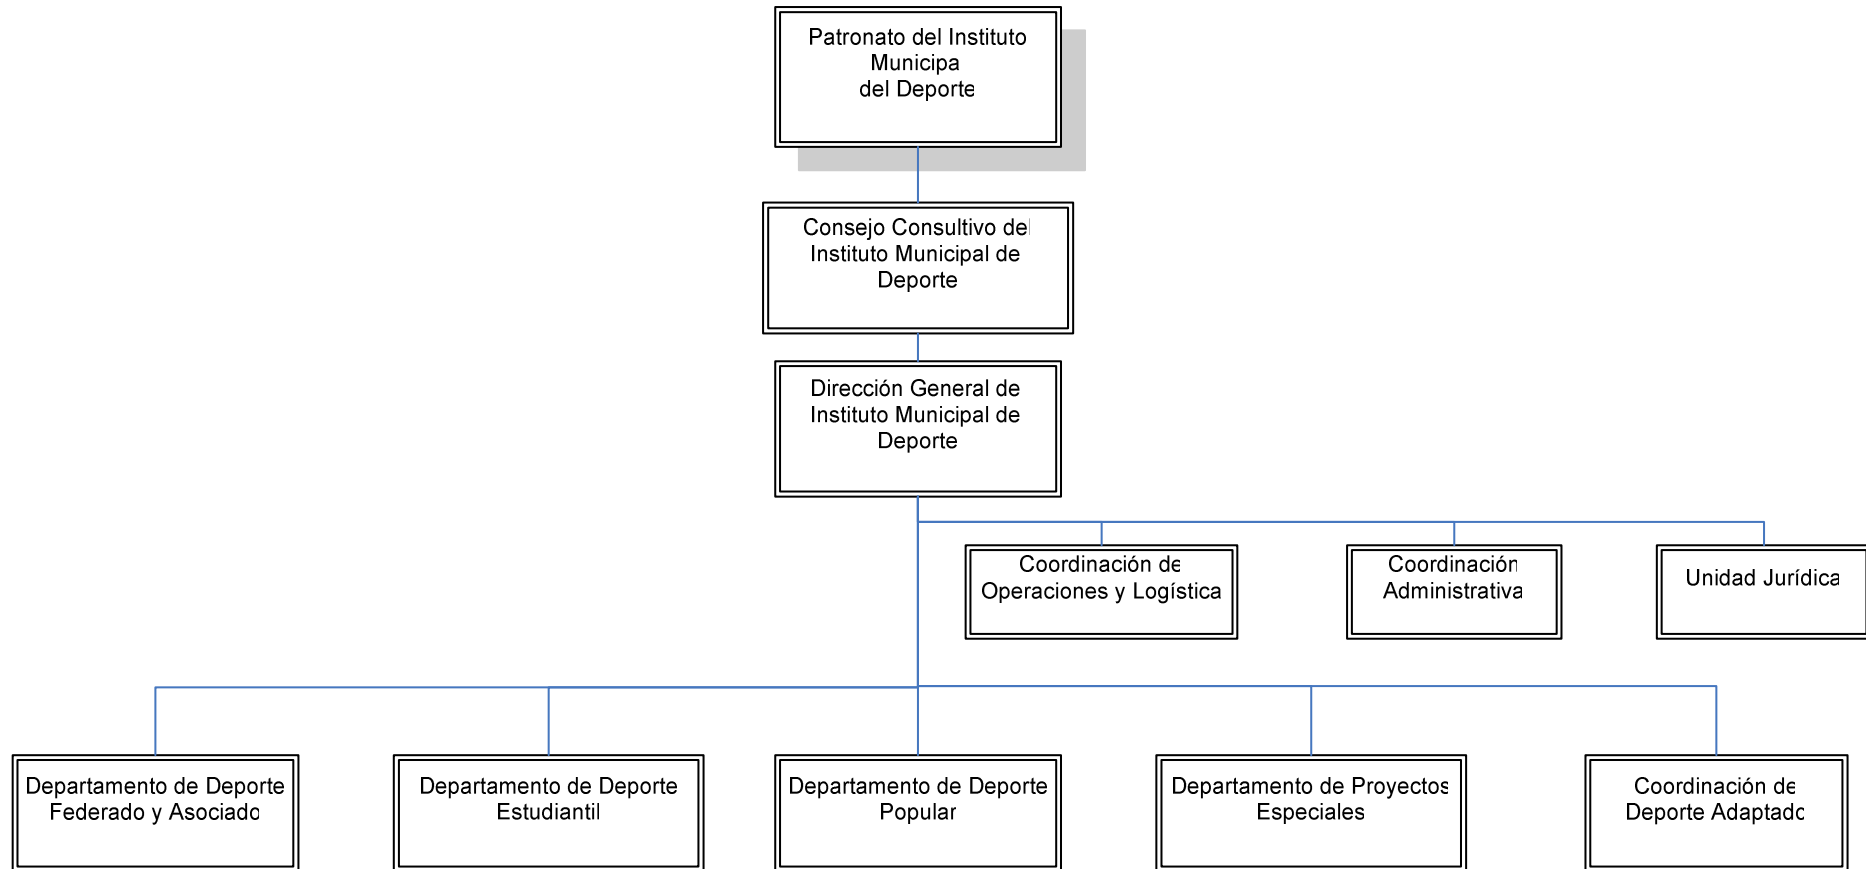 Patronato del Instituto
Municipa
del Deporte
Consejo Consultivo del
Instituto Municipal de
Deporte
Dirección General de
Instituto Municipal de
Deporte
Coordinación de
Operaciones y Logística
Coordinación
Administrativa
Unidad Jurídica
Departamento de Deporte
Federado y Asociado
Departamento de Deporte
Estudiantil
Departamento de Deporte
Popular
Departamento de Proyectos
Especiales
Coordinación de
Deporte Adaptado